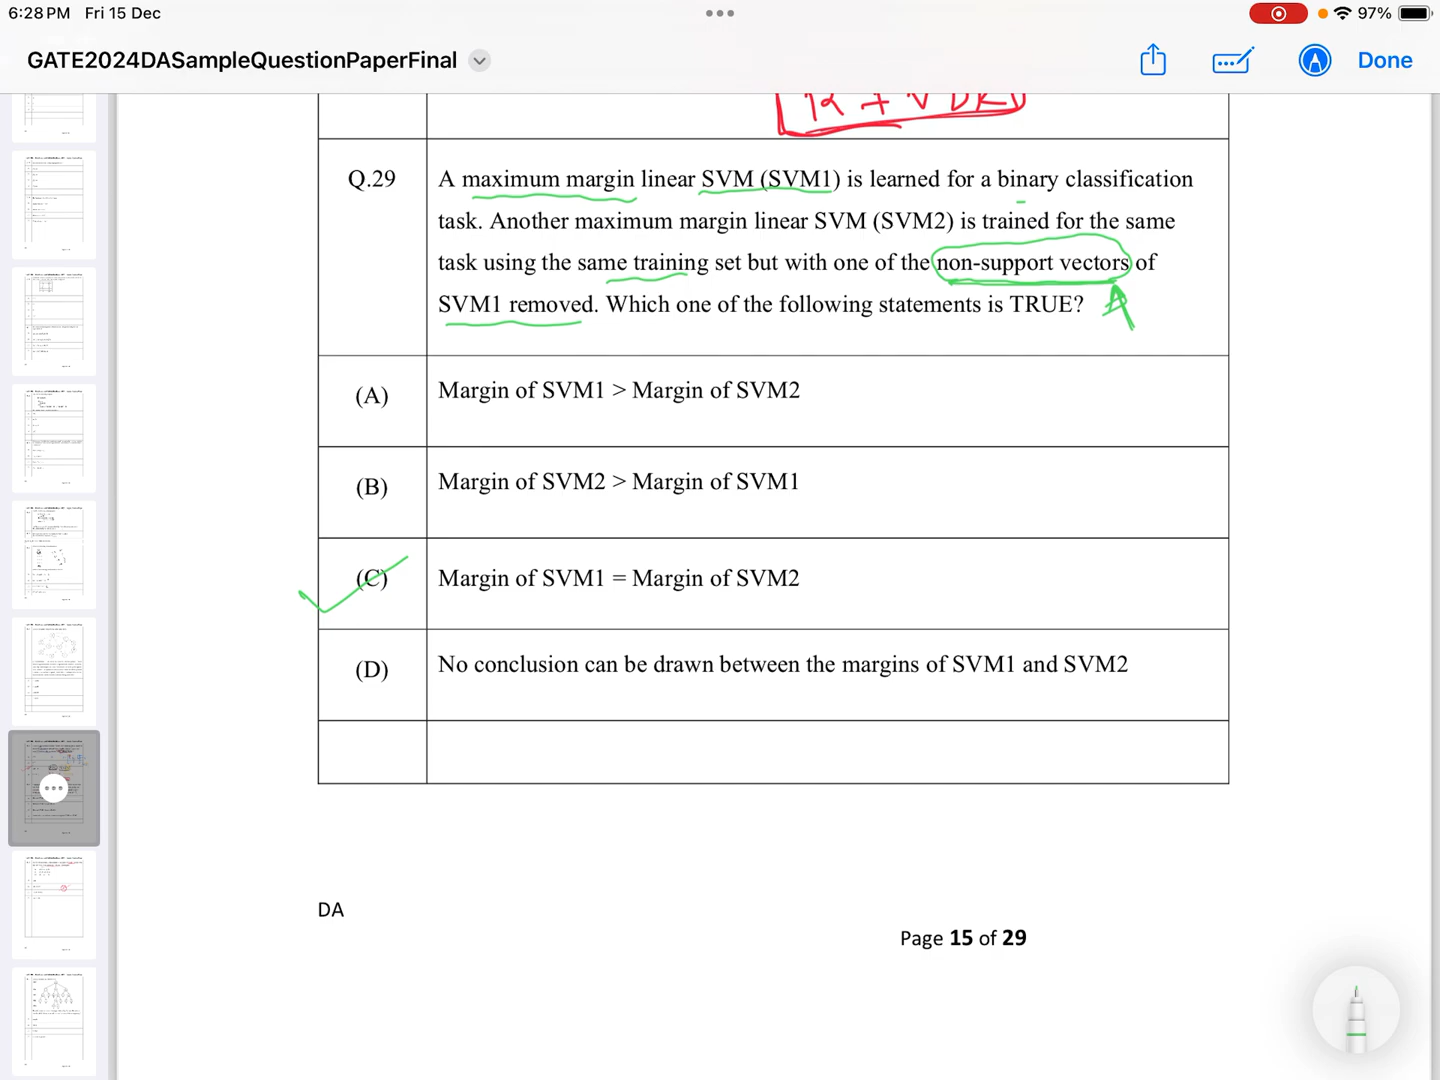 6:28 PM Fri 15 Dec
97%
GATE2024DASampleQuestionPaperFinal
Done
Q.29
A maximum margin linear SVM (SVM1) is learned for a binary classification
task. Another maximum margin linear SVM (SVM2) is trained for the same
task using the same training set but with one of the non-support vectors of
SVM1 removed. Which one of the following statements is TRUE?
(A) Margin of SVM1 > Margin of SVM2
(B) Margin of SVM2 > Margin of SVM1
(C) Margin of SVM1 = Margin of SVM2
(D) No conclusion can be drawn between the margins of SVM1 and SVM2
DA
Page 15 of 29